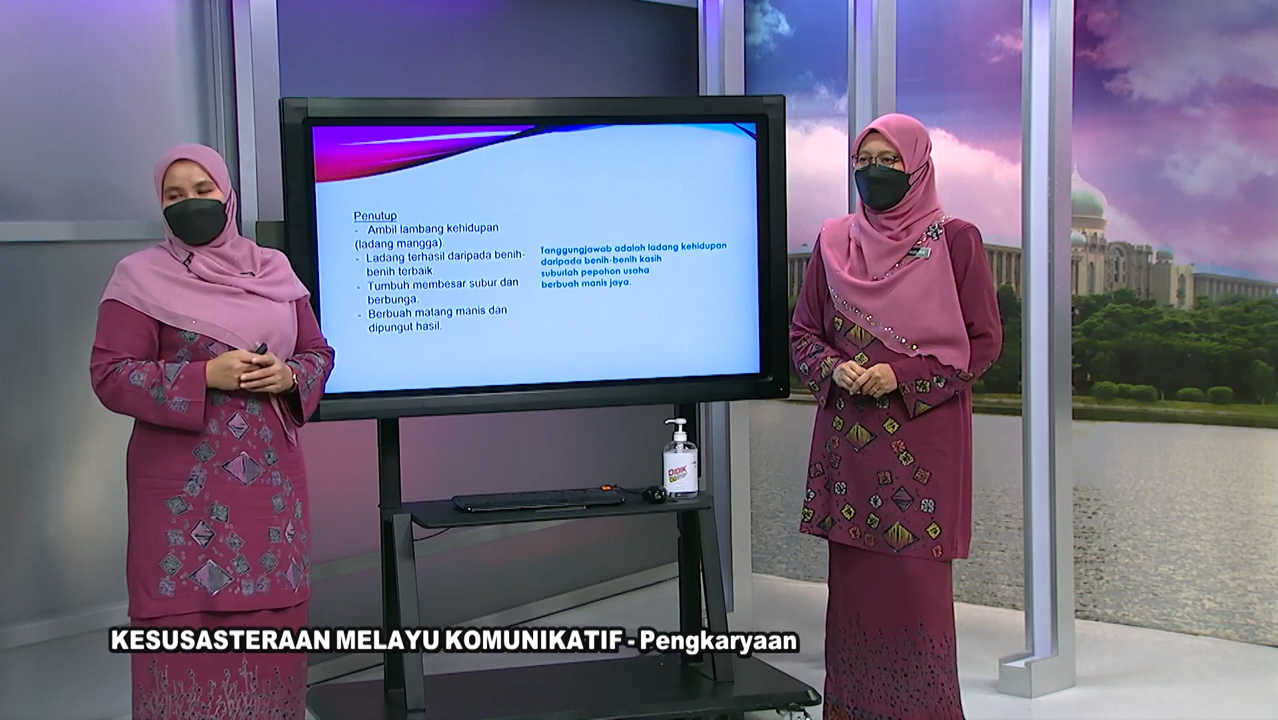 Penutup
- Ambil lambang kehidupan
(ladang mangga).
- Ladang terhasil daripada benih-
benih terbaik.
- Tumbuh membesar subur dan
berbunga.
- Berbuah matang manis dan
dipungut hasil.
Tanggungjawab adalah ladang kehidupan
daripada benih-benih kasih
suburlah pepohon usaha
berbuah manis jaya.
DIDIK
KESUSASTERAAN MELAYU KOMUNIKATIF - Pengkaryaan